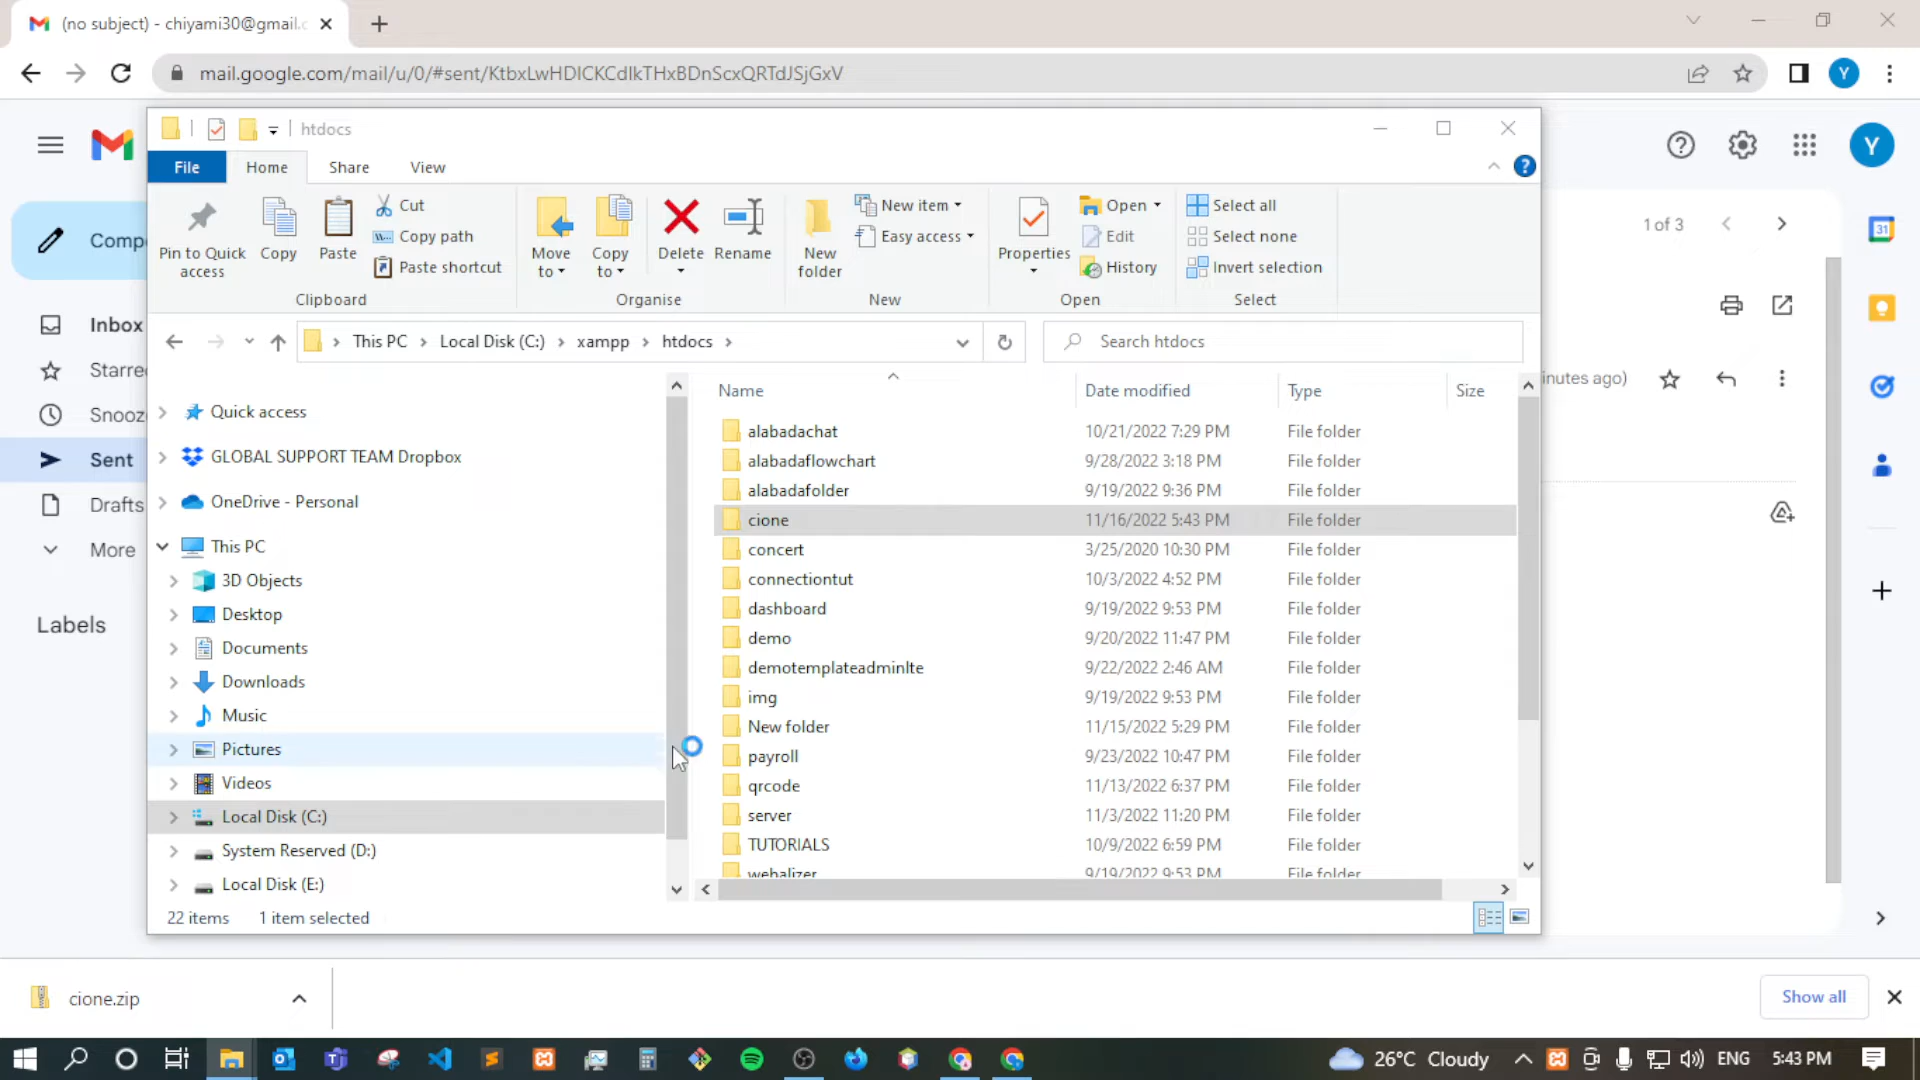 (no subject) - chiyami30@gmail.c
mail.google.com/mail/u/0/#sent/KtbxLwHDlCKCdlkTHxBDnScxQRTdJSjGxV
Y
htdocs
File Home Share View
Pin to Quick access
Copy
Paste
Cut
Copy path
Paste shortcut
Clipboard
Move to
Copy to
Delete
Rename
Organise
New folder
New item
Easy access
New
Properties
Open
Edit
History
Open
Select all
Select none
Invert selection
Select
This PC > Local Disk (C:) > xampp > htdocs >
Search htdocs
Comp
Inbox
Starre
Snooz
Sent
Drafts
More
Labels
Y
1 of 3
inutes ago)
31
Quick access
GLOBAL SUPPORT TEAM Dropbox
OneDrive - Personal
This PC
3D Objects
Desktop
Documents
Downloads
Music
Pictures
Videos
Local Disk (C:)
System Reserved (D:)
Local Disk (E:)
Name Date modified Type Size
alabadachat 10/21/2022 7:29 PM File folder
alabadaflowchart 9/28/2022 3:18 PM File folder
alabadafolder 9/19/2022 9:36 PM File folder
cione 11/16/2022 5:43 PM File folder
concert 3/25/2020 10:30 PM File folder
connectiontut 10/3/2022 4:52 PM File folder
dashboard 9/19/2022 9:53 PM File folder
demo 9/20/2022 11:47 PM File folder
demotemplateadminlte 9/22/2022 2:46 AM File folder
img 9/19/2022 9:53 PM File folder
New folder 11/15/2022 5:29 PM File folder
payroll 9/23/2022 10:47 PM File folder
qrcode 11/13/2022 6:37 PM File folder
server 11/3/2022 11:20 PM File folder
TUTORIALS 10/9/2022 6:59 PM File folder
webalizer 9/19/2022 9:53 PM File folder
22 items 1 item selected
cione.zip
Show all
26°C Cloudy
ENG
5:43 PM